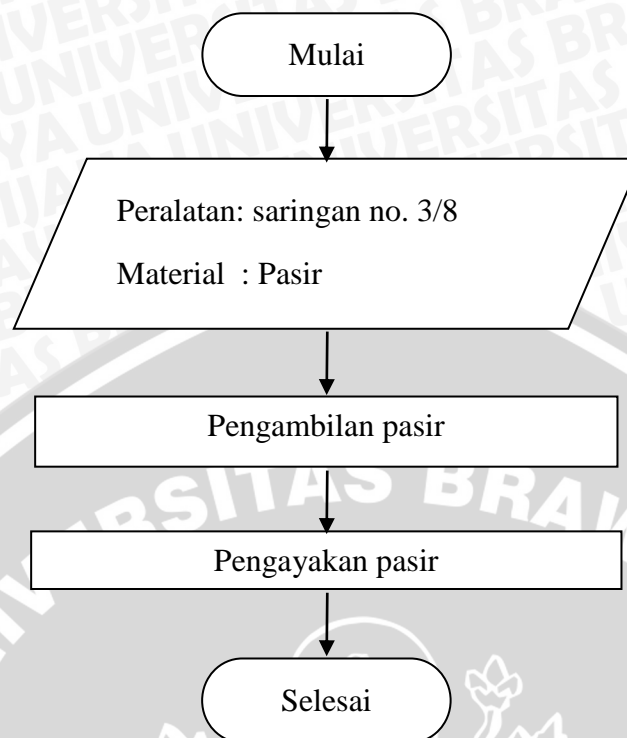 Mulai
Peralatan: saringan no. 3/8
Material : Pasir
Pengambilan pasir
Pengayakan pasir
Selesai